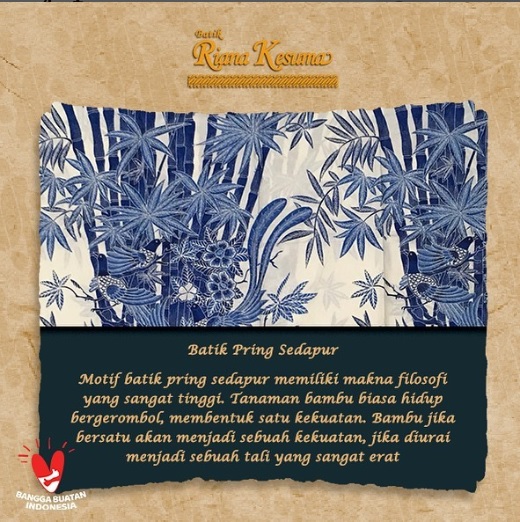 Batik
Riana Kesuma
Batik Pring Sedapur
Motif batik pring sedapur memiliki makna filosofi
yang sangat tinggi. Tanaman bambu biasa hidup
bergerombol, membentuk satu kekuatan. Bambu jika
bersatu akan menjadi sebuah kekuatan, jika diurai
menjadi sebuah tali yang sangat erat
BANGGA BUATAN
INDONESIA